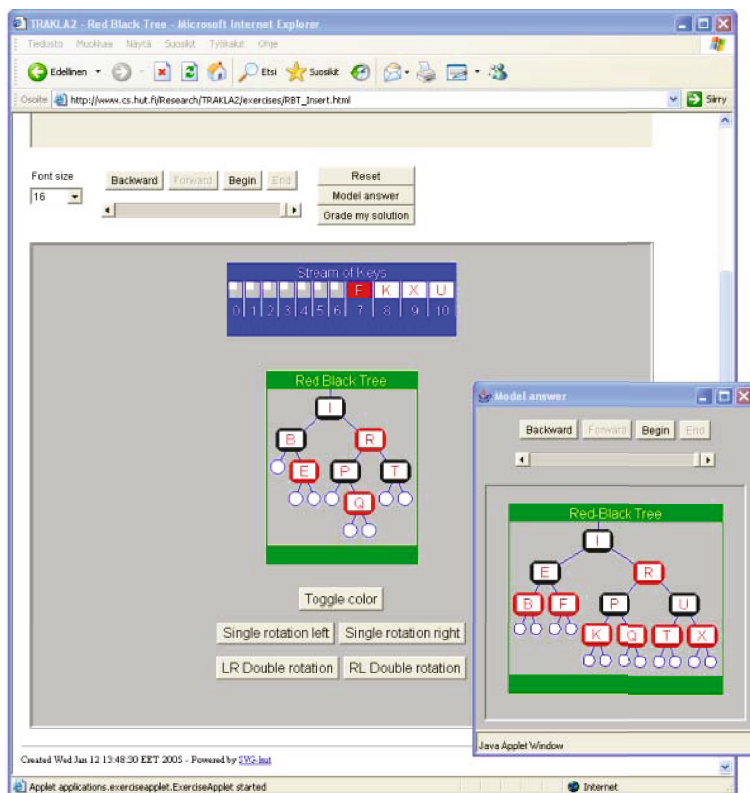 TRAKLA2 - Red Black Tree - Microsoft Internet Explorer
Tiedosto Muokkaa Näytä Suosikit Työkalut Ohje
Edellinen Etsi Suosikit
Osoite http://www.cs.hut.fi/Research/TRAKLA2/exercises/RBT_Insert.html Siirry
Font size
16
Backward Forward Begin End
Reset
Model answer
Grade my solution
Stream of Keys
F K X U
0 1 2 3 4 5 6 7 8 9 10
Red Black Tree
I
B R
E P T
Q
Toggle color
Single rotation left Single rotation right
LR Double rotation RL Double rotation
Model answer
Backward Forward Begin End
Red-Black Tree
I
E R
B F P U
K Q T X
Java Applet Window
Created Wed Jan 12 13:48:30 EET 2005 - Powered by SVG-hut
Applet applications.exerciseapplet.ExerciseApplet started Internet